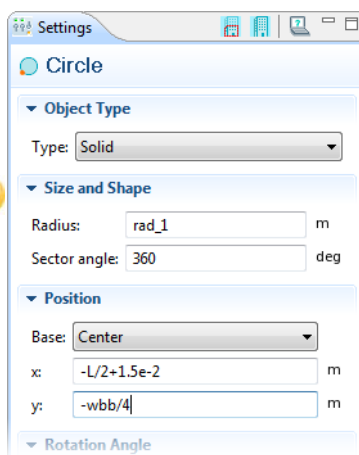 Settings
Circle
Object Type
Type: Solid
Size and Shape
Radius: rad_1 m
Sector angle: 360 deg
Position
Base: Center
x: -L/2+1.5e-2 m
y: -wbb/4 m
Rotation Angle